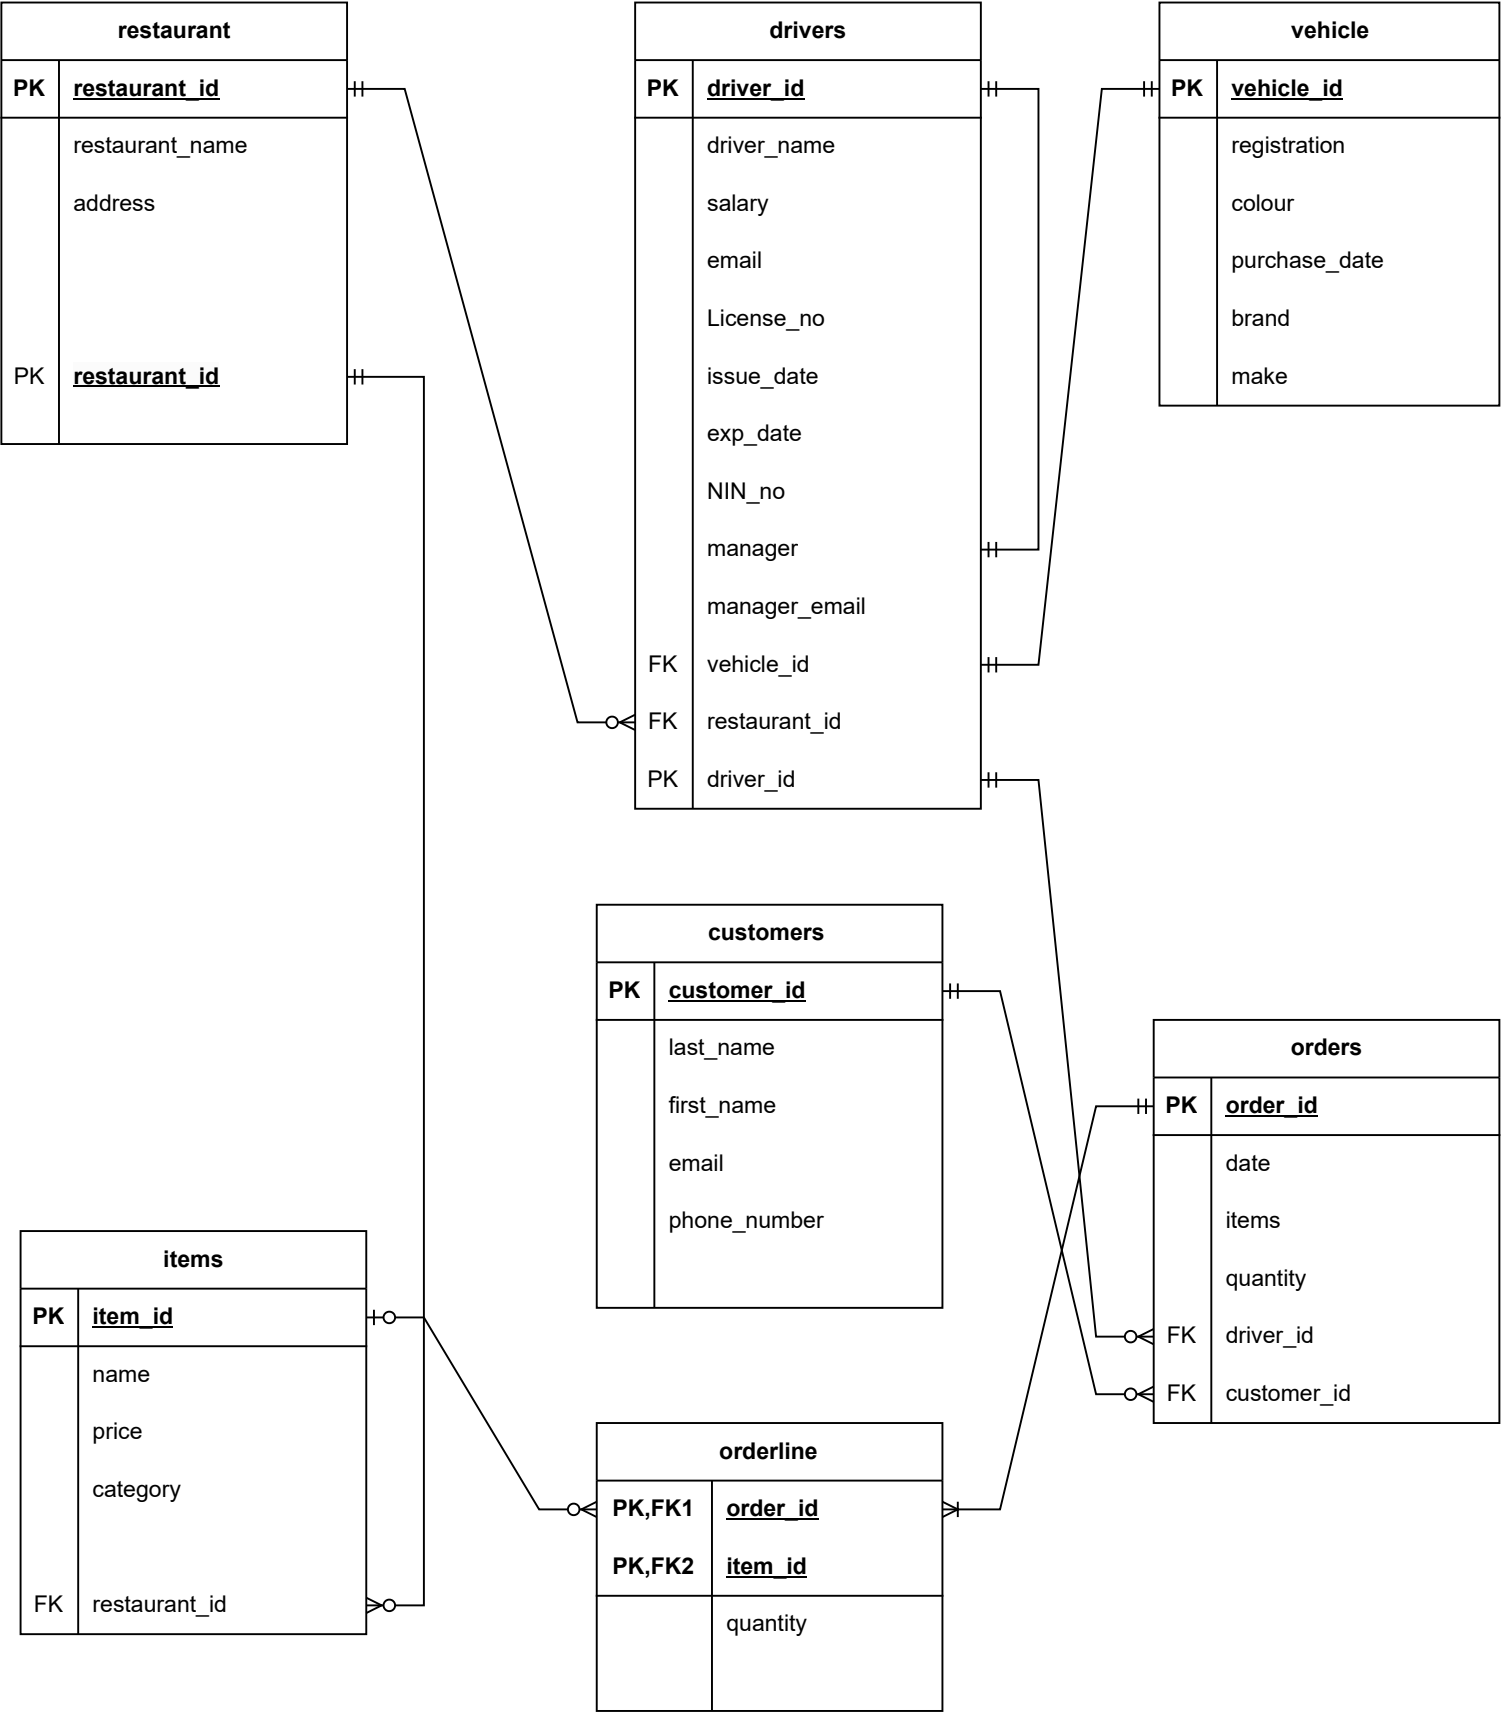 restaurant
PK restaurant_id
restaurant_name
address
PK restaurant_id
drivers
PK driver_id
driver_name
salary
email
License_no
issue_date
exp_date
NIN_no
manager
manager_email
FK vehicle_id
FK restaurant_id
PK driver_id
vehicle
PK vehicle_id
registration
colour
purchase_date
brand
make
customers
PK customer_id
last_name
first_name
email
phone_number
orders
PK order_id
date
items
quantity
FK driver_id
FK customer_id
items
PK item_id
name
price
category
FK restaurant_id
orderline
PK,FK1 order_id
PK,FK2 item_id
quantity